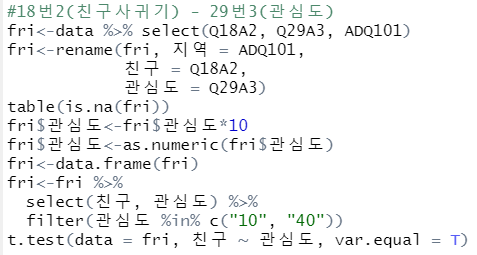 #18번2(친구사귀기) - 29번3(관심도)
fri<-data %>% select(Q18A2, Q29A3, ADQ101)
fri<-rename(fri, 지역 = ADQ101,
친구 = Q18A2,
관심도 = Q29A3)
table(is.na(fri))
fri$관심도<-fri$관심도*10
fri$관심도<-as.numeric(fri$관심도)
fri<-data.frame(fri)
fri<-fri %>%
select(친구, 관심도) %>%
filter(관심도 %in% c("10", "40"))
t.test(data = fri, 친구 ~ 관심도, var.equal = T)